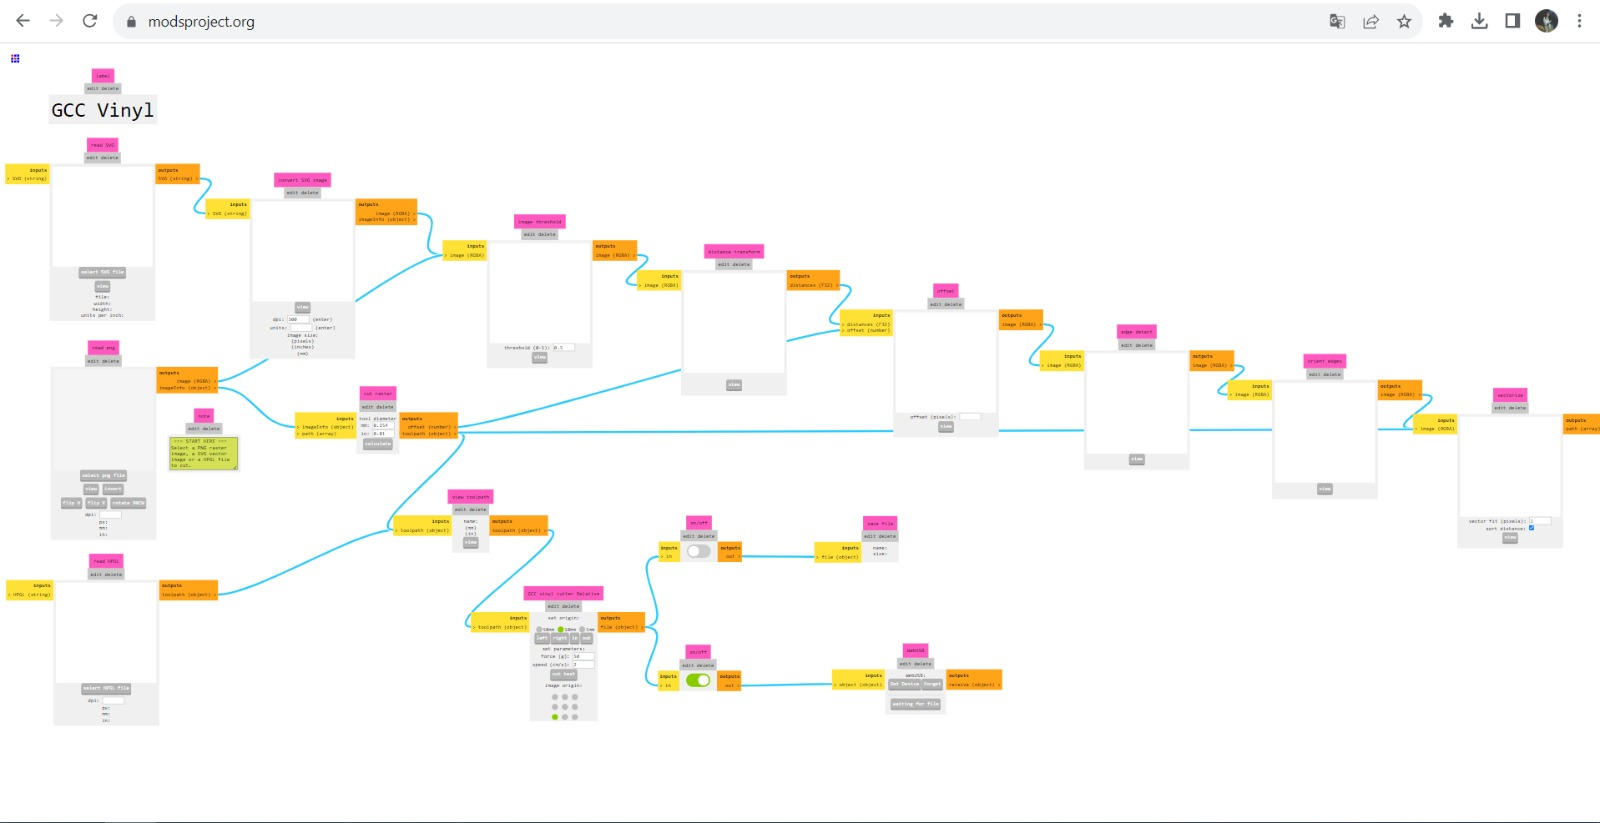 modsproject.org
label
edit delete
GCC Vinyl
read SVG
edit delete
inputs
> SVG (string)
outputs
SVG (string) >
select SVG file
view
file:
width:
height:
units per inch:
convert SVG image
edit delete
inputs
> SVG (string)
outputs
image (RGBA) >
imageInfo (object) >
view
dpi: 300 (enter)
units: (enter)
image size:
(pixels)
(inches)
(mm)
image threshold
edit delete
inputs
> image (RGBA)
outputs
image (RGBA) >
threshold (0-1): 0.5
view
distance transform
edit delete
inputs
> image (RGBA)
outputs
distances (F32) >
view
offset
edit delete
inputs
> distances (F32)
> offset (number)
outputs
image (RGBA) >
offset (pixels):
view
edge detect
edit delete
inputs
> image (RGBA)
outputs
image (RGBA) >
view
orient edges
edit delete
inputs
> image (RGBA)
outputs
image (RGBA) >
view
vectorize
edit delete
inputs
> image (RGBA)
outputs
path (array)
vector fit (pixels): 1
sort distance:
view
read png
edit delete
outputs
image (RGBA) >
imageInfo (object) >
select png file
view invert
flip H flip V rotate 90CW
dpi:
px:
mm:
in:
note
edit delete
=== START HERE ===
Select a PNG raster
image, a SVG vector
image or a HPGL file
to cut.
cut raster
edit delete
inputs
> imageInfo (object)
> path (array)
tool diameter
mm: 0.254
in: 0.01
calculate
outputs
offset (number) >
toolpath (object) >
view toolpath
edit delete
inputs
> toolpath (object)
name:
(mm)
(in)
view
outputs
toolpath (object) >
read HPGL
edit delete
inputs
> HPGL (string)
outputs
toolpath (object) >
select HPGL file
dpi:
px:
mm:
in:
GCC vinyl cutter Relative
edit delete
inputs
> toolpath (object)
set origin:
left right in out
set parameters:
force (g): 50
speed (cm/s): 2
cut test
image origin:
outputs
file (object) >
on/off
edit delete
inputs
> in
outputs
out >
save file
edit delete
inputs
> file (object)
name:
size:
on/off
edit delete
inputs
> in
outputs
out >
webUSB
edit delete
inputs
> object (object)
webUSB:
Get Device Forget
waiting for file
outputs
receive (object) >